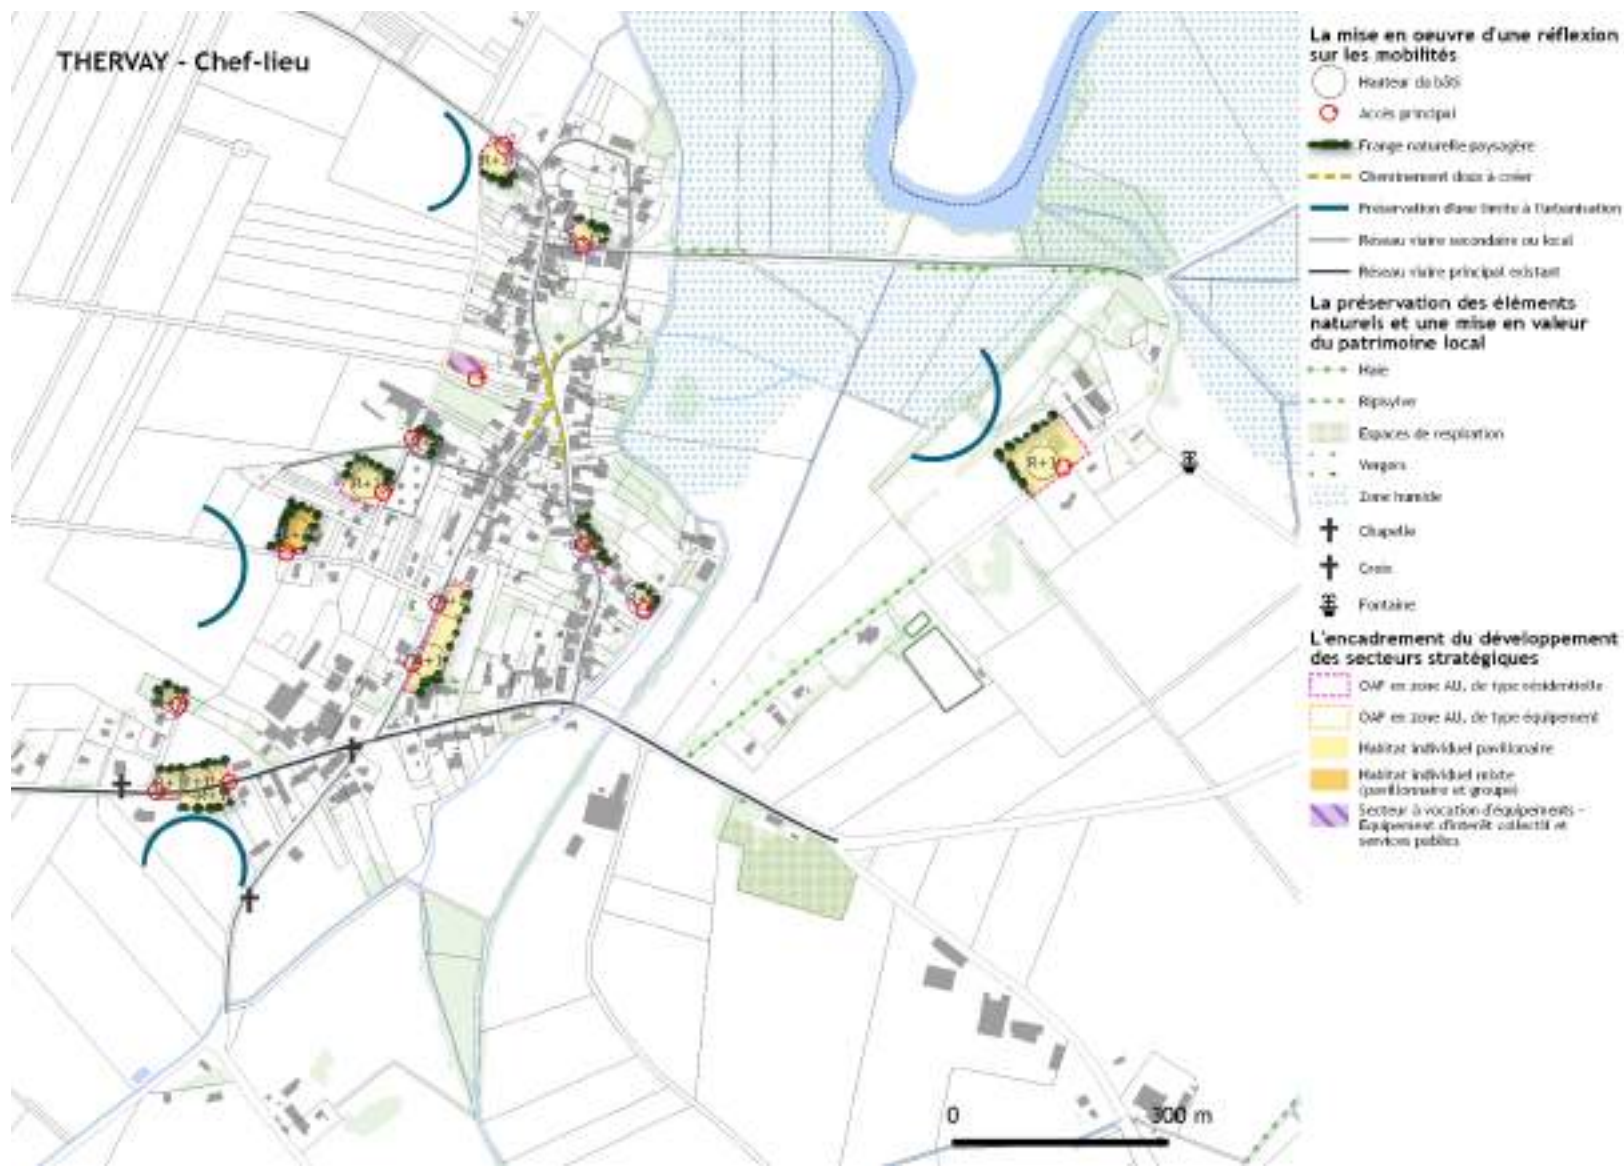 THERVAY - Chef-lieu
La mise en oeuvre d'une réflexion
sur les mobilités
Hauteur du bâti
Accès principal
Frange naturelle paysagère
Cheminement doux à créer
Préservation d'une limite à l'urbanisation
Réseau viaire secondaire ou local
Réseau viaire principal existant
La préservation des éléments
naturels et une mise en valeur
du patrimoine local
Haie
Ripisylve
Espaces de respiration
Vergers
Zone humide
Chapelle
Croix
Fontaine
L'encadrement du développement
des secteurs stratégiques
OAP en zone AU, de type résidentielle
OAP en zone AU, de type équipement
Habitat individuel pavillonaire
Habitat individuel mixte
(pavillonnaire et groupé)
Secteur à vocation d'équipements -
Equipement d'intérêt collectif et
services publics
R+1
0 300 m